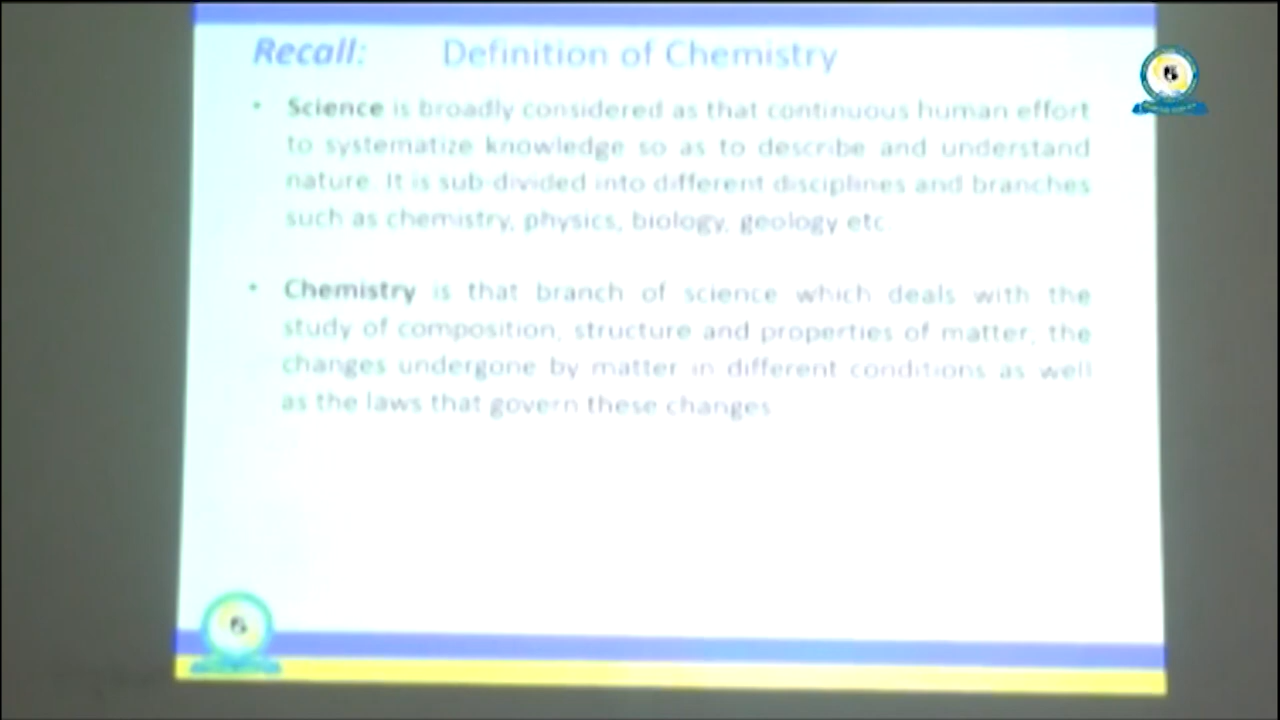 Recall: Definition of Chemistry
• Science is broadly considered as that continuous human effort
to systematize knowledge so as to describe and understand
nature. It is sub divided into different disciplines and branches
such as chemistry, physics, biology, geology etc
• Chemistry is that branch of science which deals with the
study of composition, structure and properties of matter, the
changes undergone by matter in different conditions as well
as the laws that govern these changes